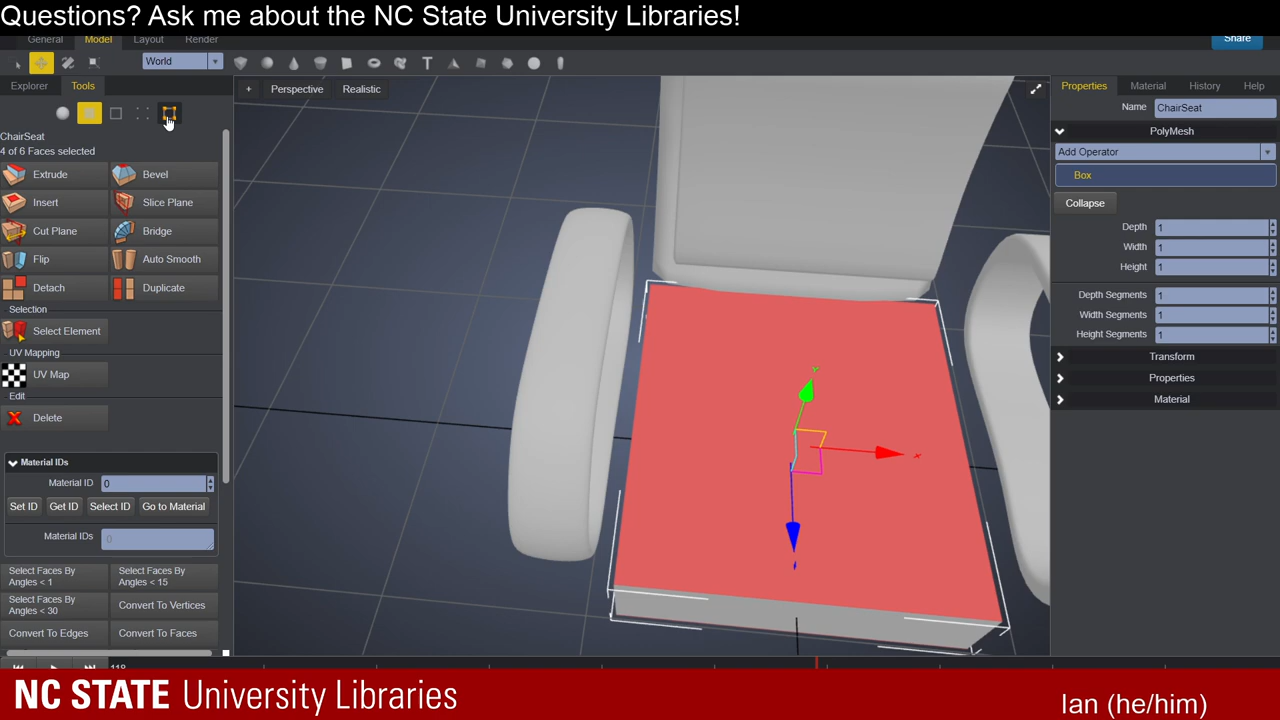 Questions? Ask me about the NC State University Libraries!
General Model Layout Render
Share
World
Explorer Tools
+ Perspective Realistic
Properties Material History Help
ChairSeat
4 of 6 Faces selected
Extrude Bevel
Insert Slice Plane
Cut Plane Bridge
Flip Auto Smooth
Detach Duplicate
Selection
Select Element
UV Mapping
UV Map
Edit
Delete
Material IDs
Material ID 0
Set ID Get ID Select ID Go to Material
Material IDs 0
Select Faces By Angles < 1 Select Faces By Angles < 15
Select Faces By Angles < 30 Convert To Vertices
Convert To Edges Convert To Faces
118
Y
X
Name ChairSeat
PolyMesh
Add Operator
Box
Collapse
Depth 1
Width 1
Height 1
Depth Segments 1
Width Segments 1
Height Segments 1
Transform
Properties
Material
NC STATE University Libraries
Ian (he/him)